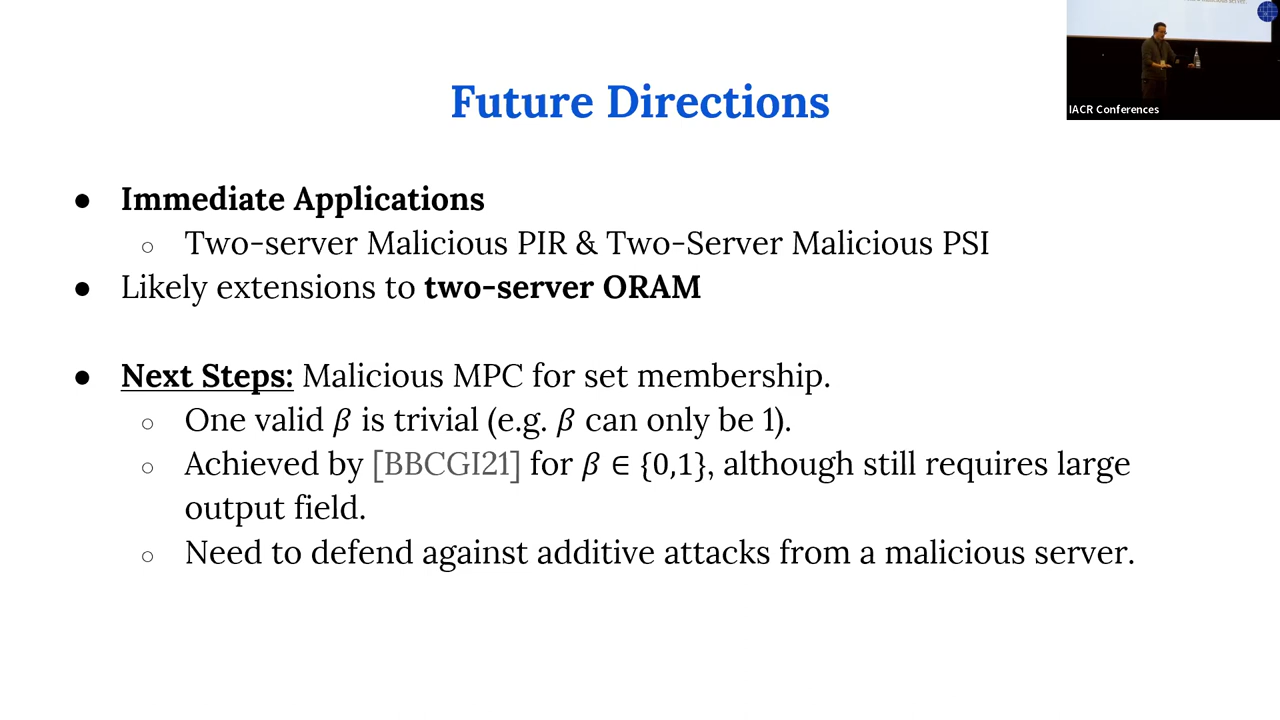 IACR Conferences
Future Directions
● Immediate Applications
○ Two-server Malicious PIR & Two-Server Malicious PSI
● Likely extensions to two-server ORAM
● Next Steps: Malicious MPC for set membership.
○ One valid β is trivial (e.g. β can only be 1).
○ Achieved by [BBCGI21] for β ∈ {0,1}, although still requires large
output field.
○ Need to defend against additive attacks from a malicious server.